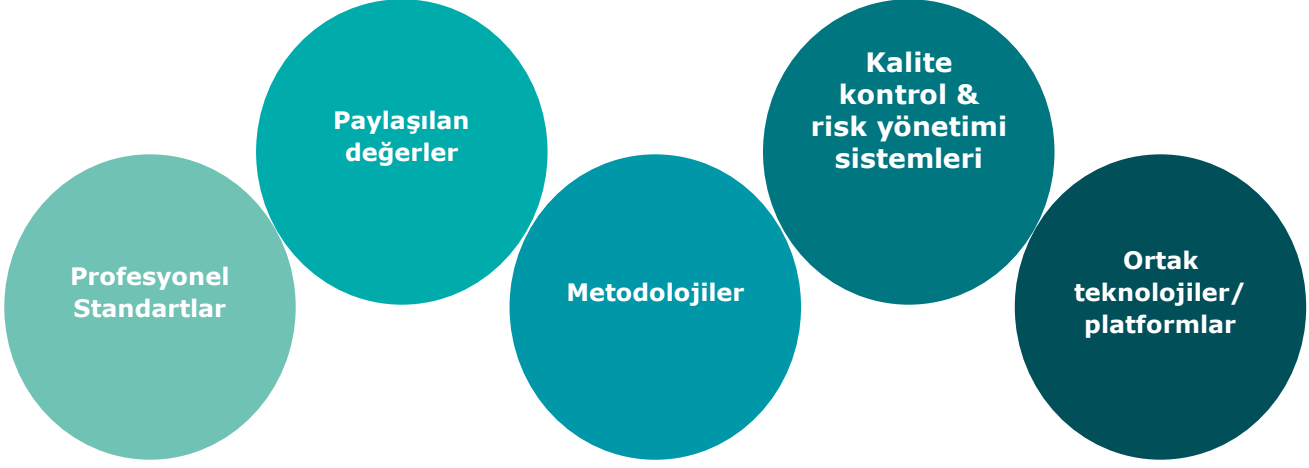 Profesyonel
Standartlar
Paylaşılan
değerler
Metodolojiler
Kalite
kontrol &
risk yönetimi
sistemleri
Ortak
teknolojiler/
platformlar